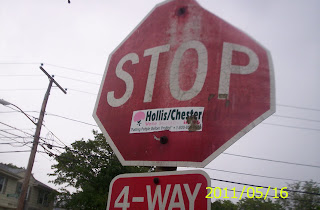 STOP
Hollis/Chester
4-WAY
2011/05/16